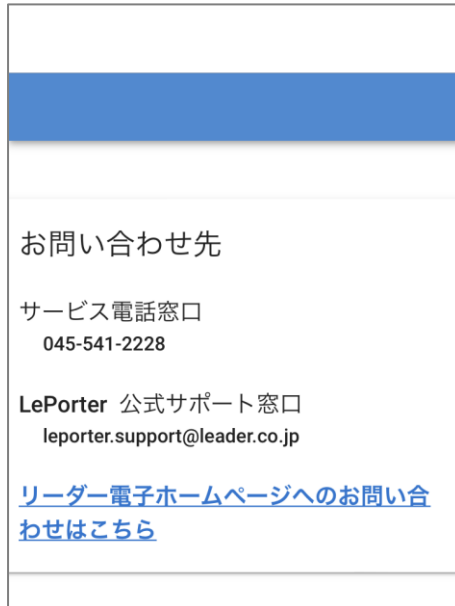 お問い合わせ先
サービス電話窓口
045-541-2228
LePorter 公式サポート窓口
leporter.support@leader.co.jp
リーダー電子ホームページへのお問い合
わせはこちら